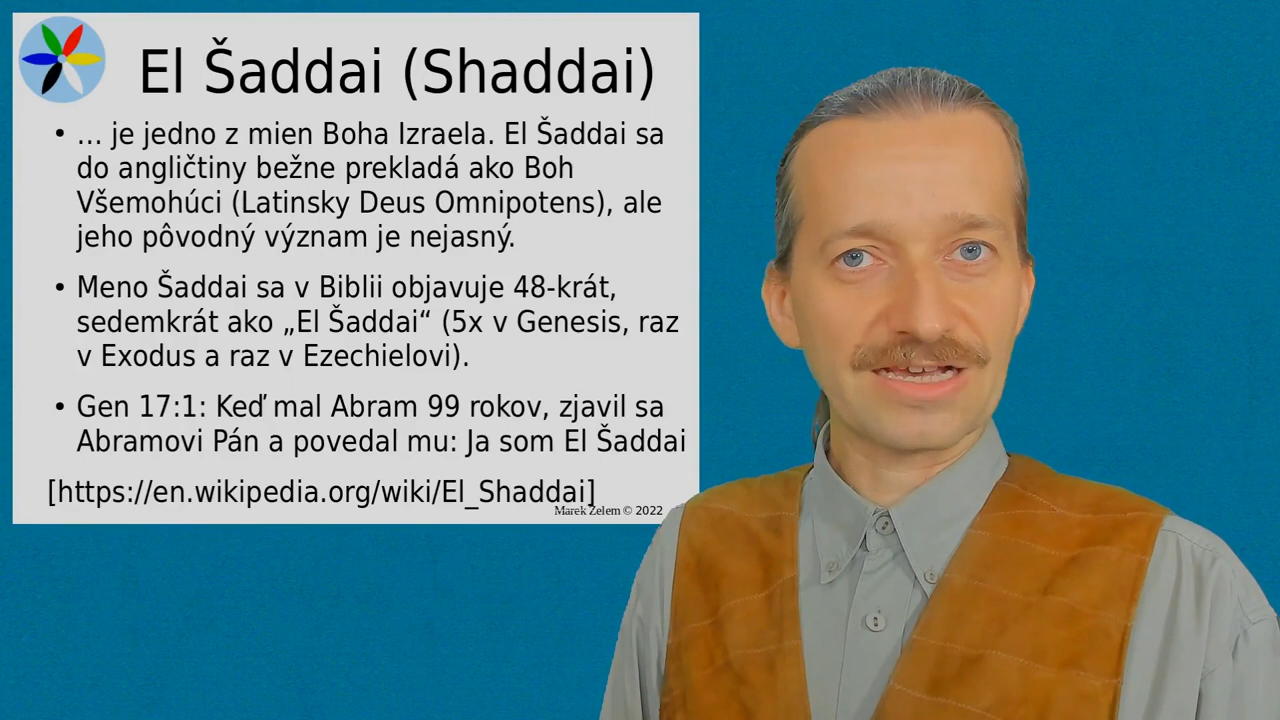 El Šaddai (Shaddai)
• ... je jedno z mien Boha Izraela. El Šaddai sa
do angličtiny bežne prekladá ako Boh
Všemohúci (Latinsky Deus Omnipotens), ale
jeho pôvodný význam je nejasný.
• Meno Šaddai sa v Biblii objavuje 48-krát,
sedemkrát ako „El Šaddai“ (5x v Genesis, raz
v Exodus a raz v Ezechielovi).
• Gen 17:1: Keď mal Abram 99 rokov, zjavil sa
Abramovi Pán a povedal mu: Ja som El Šaddai
[https://en.wikipedia.org/wiki/El_Shaddai]
Marek Zelem © 2022